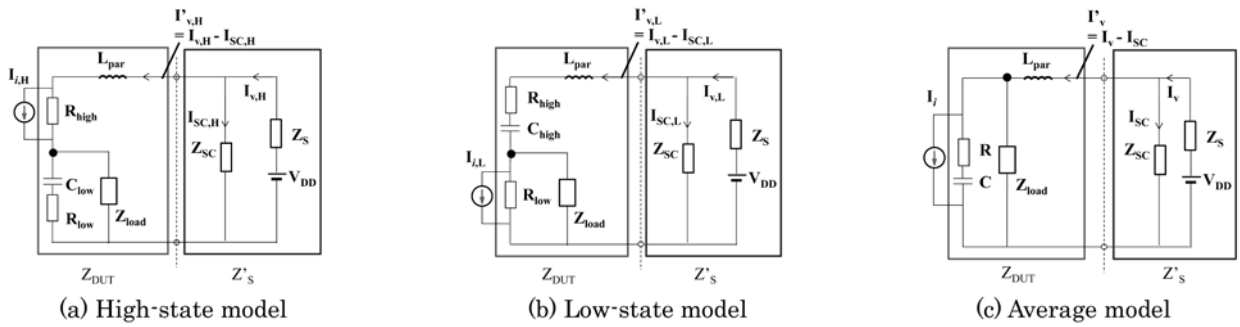 I'v,H
= Iv,H - ISC,H
Lpar
Ii,H
Rhigh
Iv,H
ISC,H
ZSC
ZS
VDD
Clow
Rlow
Zload
ZDUT
Z'S
(a) High-state model
I'v,L
= Iv,L - ISC,L
Lpar
Rhigh
Chigh
Iv,L
ISC,L
ZSC
ZS
VDD
Ii,L
Rlow
Zload
ZDUT
Z'S
(b) Low-state model
I'v
= Iv - ISC
Lpar
Ii
Iv
ISC
ZSC
ZS
VDD
R
C
Zload
ZDUT
Z'S
(c) Average model